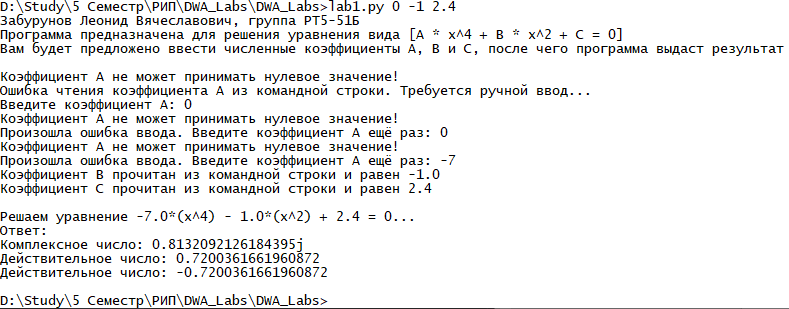 D:\Study\5 Семестр\РИП\DWA_Labs\DWA_Labs>lab1.py 0 -1 2.4
Забурунов Леонид Вячеславович, группа РТ5-51Б
Программа предназначена для решения уравнения вида [A * x^4 + B * x^2 + C = 0]
Вам будет предложено ввести численные коэффициенты A, B и C, после чего программа выдаст результат
Коэффициент A не может принимать нулевое значение!
Ошибка чтения коэффициента A из командной строки. Требуется ручной ввод...
Введите коэффициент A: 0
Коэффициент A не может принимать нулевое значение!
Произошла ошибка ввода. Введите коэффициент A ещё раз: 0
Коэффициент A не может принимать нулевое значение!
Произошла ошибка ввода. Введите коэффициент A ещё раз: -7
Коэффициент B прочитан из командной строки и равен -1.0
Коэффициент C прочитан из командной строки и равен 2.4
Решаем уравнение -7.0*(x^4) - 1.0*(x^2) + 2.4 = 0...
Ответ:
Комплексное число: 0.8132092126184395j
Действительное число: 0.7200361661960872
Действительное число: -0.7200361661960872
D:\Study\5 Семестр\РИП\DWA_Labs\DWA_Labs>